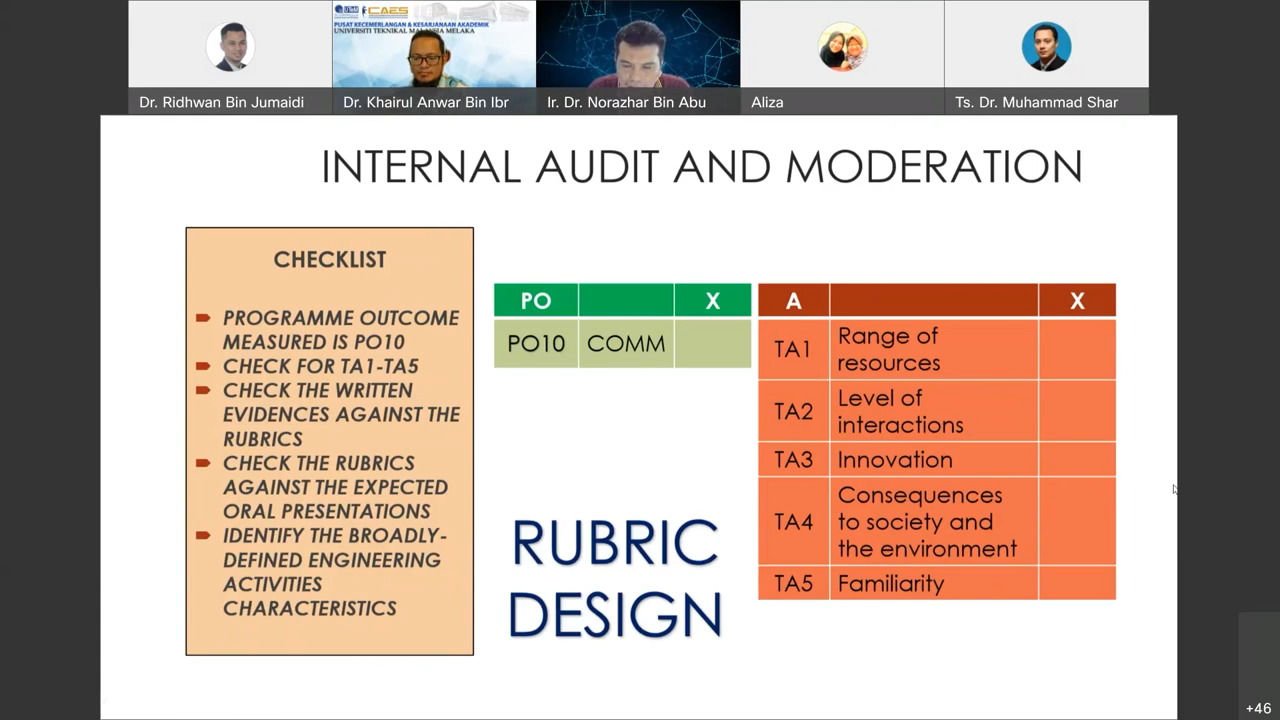 UTeM CAES
PUSAT KECEMERLANGAN & KESARJANAAN AKADEMIK
UNIVERSITI TEKNIKAL MALAYSIA MELAKA
Dr. Ridhwan Bin Jumaidi
Dr. Khairul Anwar Bin Ibr
Ir. Dr. Norazhar Bin Abu
Aliza
Ts. Dr. Muhammad Shar
INTERNAL AUDIT AND MODERATION
CHECKLIST
PROGRAMME OUTCOME
MEASURED IS PO10
CHECK FOR TA1-TA5
CHECK THE WRITTEN
EVIDENCES AGAINST THE
RUBRICS
CHECK THE RUBRICS
AGAINST THE EXPECTED
ORAL PRESENTATIONS
IDENTIFY THE BROADLY-
DEFINED ENGINEERING
ACTIVITIES
CHARACTERISTICS
PO X
PO10 COMM
RUBRIC
DESIGN
A X
TA1 Range of
resources
TA2 Level of
interactions
TA3 Innovation
TA4 Consequences
to society and
the environment
TA5 Familiarity
+46